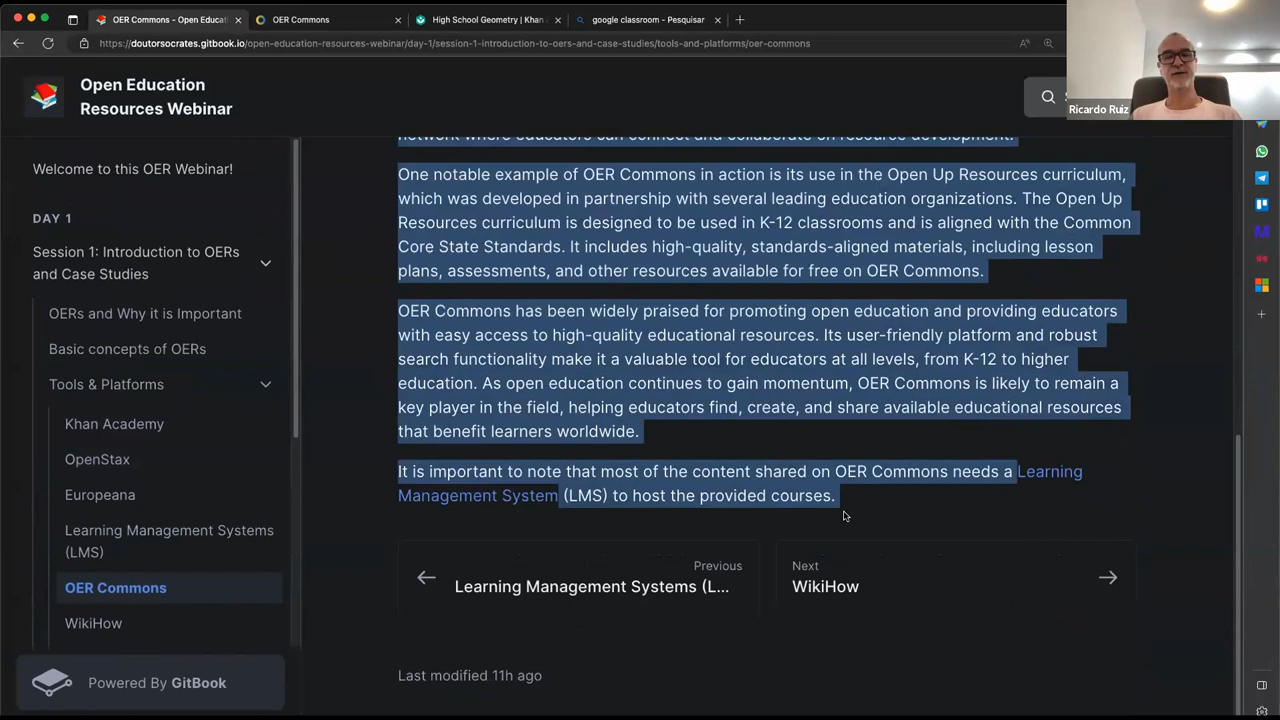 OER Commons - Open Educati
OER Commons
High School Geometry | Khan A
google classroom - Pesquisar
https://doutorsocrates.gitbook.io/open-education-resources-webinar/day-1/session-1-introduction-to-oers-and-case-studies/tools-and-platforms/oer-commons
Ricardo Ruiz
Open Education
Resources Webinar
Welcome to this OER Webinar!
DAY 1
Session 1: Introduction to OERs
and Case Studies
OERs and Why it is Important
Basic concepts of OERs
Tools & Platforms
Khan Academy
OpenStax
Europeana
Learning Management Systems
(LMS)
OER Commons
WikiHow
Powered By GitBook
network where educators can connect and collaborate on resource development.
One notable example of OER Commons in action is its use in the Open Up Resources curriculum,
which was developed in partnership with several leading education organizations. The Open Up
Resources curriculum is designed to be used in K-12 classrooms and is aligned with the Common
Core State Standards. It includes high-quality, standards-aligned materials, including lesson
plans, assessments, and other resources available for free on OER Commons.
OER Commons has been widely praised for promoting open education and providing educators
with easy access to high-quality educational resources. Its user-friendly platform and robust
search functionality make it a valuable tool for educators at all levels, from K-12 to higher
education. As open education continues to gain momentum, OER Commons is likely to remain a
key player in the field, helping educators find, create, and share available educational resources
that benefit learners worldwide.
It is important to note that most of the content shared on OER Commons needs a Learning
Management System (LMS) to host the provided courses.
Previous
Learning Management Systems (L...
Next
WikiHow
Last modified 11h ago